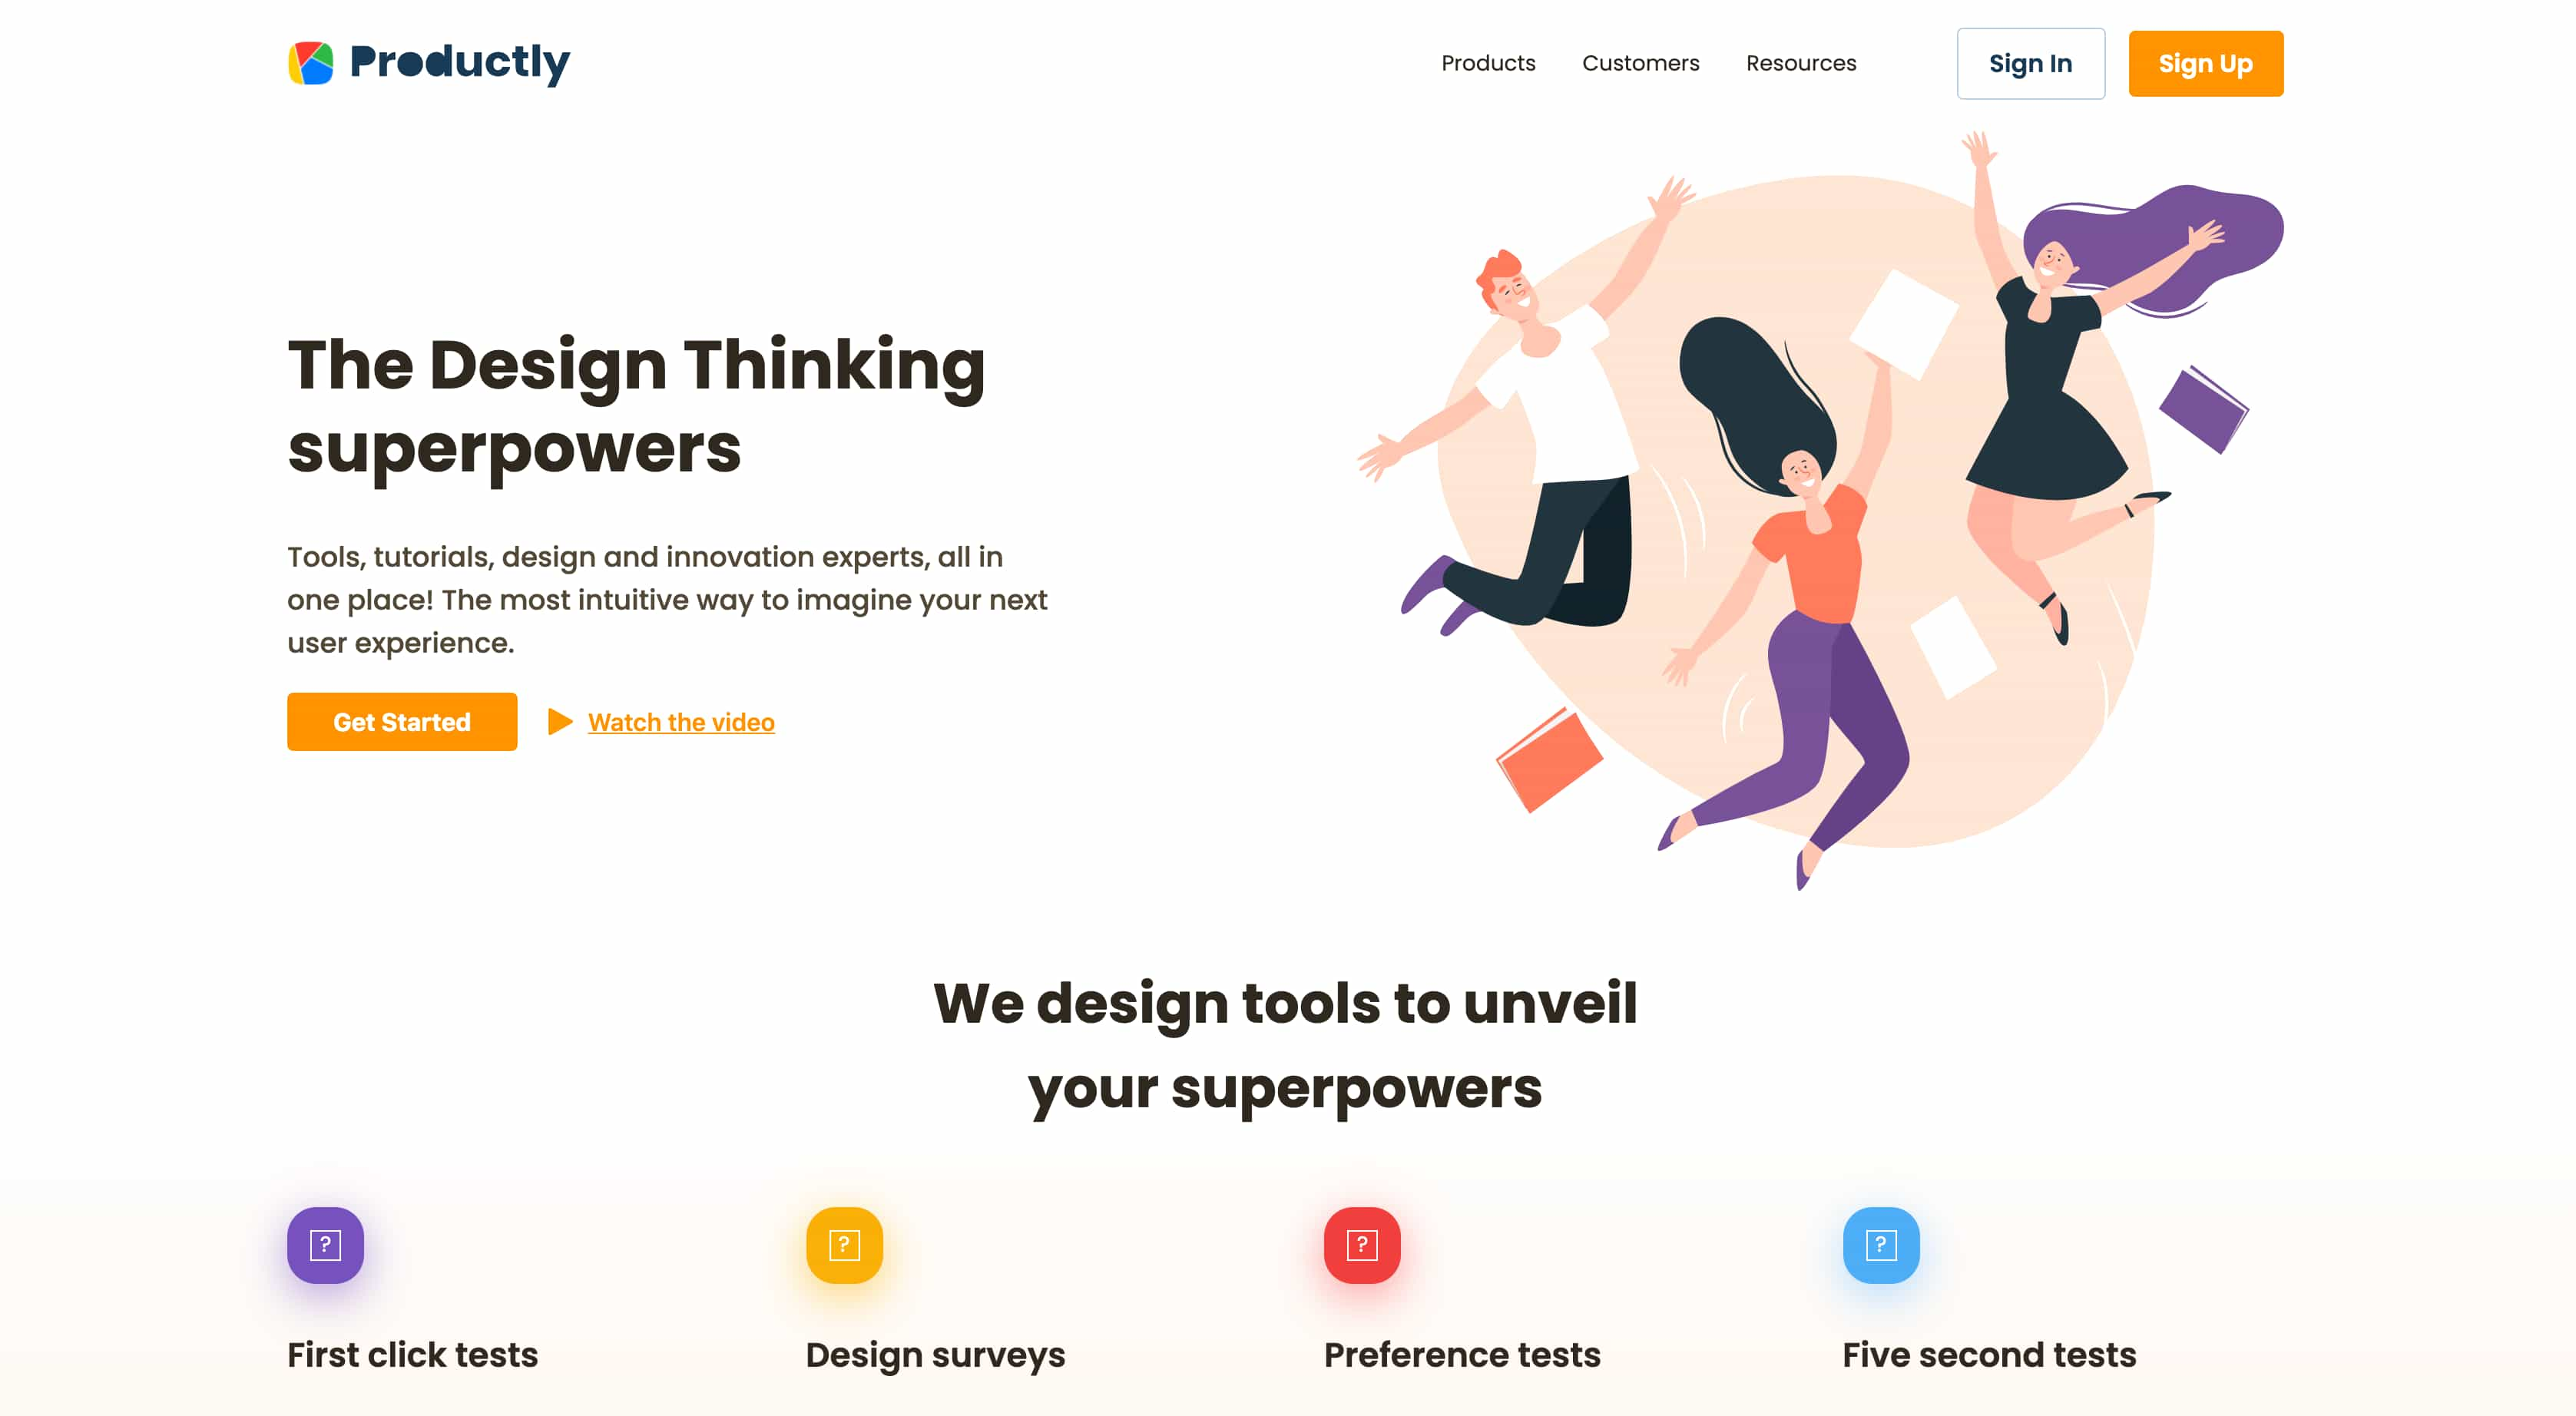 Productly
Products
Customers
Resources
Sign In
Sign Up
The Design Thinking
superpowers
Tools, tutorials, design and innovation experts, all in
one place! The most intuitive way to imagine your next
user experience.
Get Started
Watch the video
We design tools to unveil
your superpowers
?
?
?
?
First click tests
Design surveys
Preference tests
Five second tests